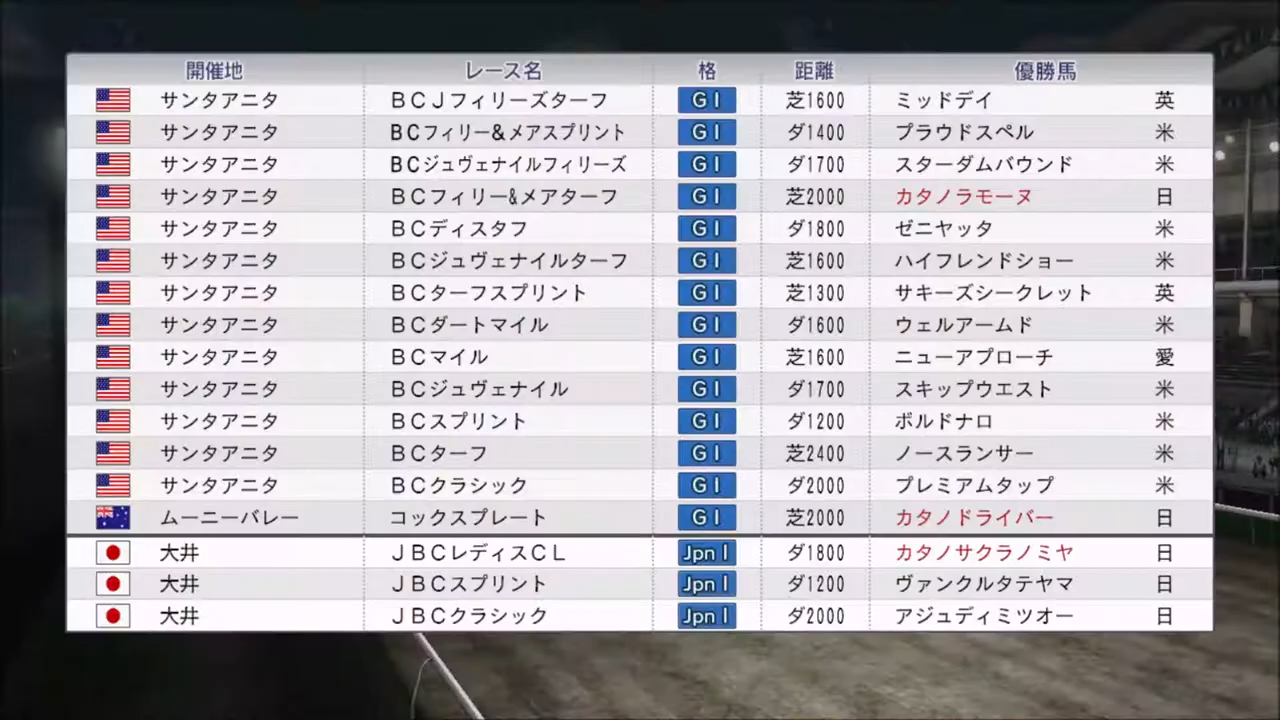 開催地 レース名 格 距離 優勝馬
サンタアニタ ＢＣＪフィリーズターフ GⅠ 芝1600 ミッドデイ 英
サンタアニタ ＢＣフィリー&メアスプリント GⅠ ダ1400 プラウドスペル 米
サンタアニタ ＢＣジュヴェナイルフィリーズ GⅠ ダ1700 スターダムバウンド 米
サンタアニタ ＢＣフィリー&メアターフ GⅠ 芝2000 カタノラモーヌ 日
サンタアニタ ＢＣディスタフ GⅠ ダ1800 ゼニヤッタ 米
サンタアニタ ＢＣジュヴェナイルターフ GⅠ 芝1600 ハイフレンドショー 米
サンタアニタ ＢＣターフスプリント GⅠ 芝1300 サキーズシークレット 英
サンタアニタ ＢＣダートマイル GⅠ ダ1600 ウェルアームド 米
サンタアニタ ＢＣマイル GⅠ 芝1600 ニューアプローチ 愛
サンタアニタ ＢＣジュヴェナイル GⅠ ダ1700 スキップウエスト 米
サンタアニタ ＢＣスプリント GⅠ ダ1200 ボルドナロ 米
サンタアニタ ＢＣターフ GⅠ 芝2400 ノースランサー 米
サンタアニタ ＢＣクラシック GⅠ ダ2000 プレミアムタップ 米
ムーニーバレー コックスプレート GⅠ 芝2000 カタノドライバー 日
大井 ＪＢＣレディスＣＬ JpnⅠ ダ1800 カタノサクラノミヤ 日
大井 ＪＢＣスプリント JpnⅠ ダ1200 ヴァンクルタテヤマ 日
大井 ＪＢＣクラシック JpnⅠ ダ2000 アジュディミツオー 日